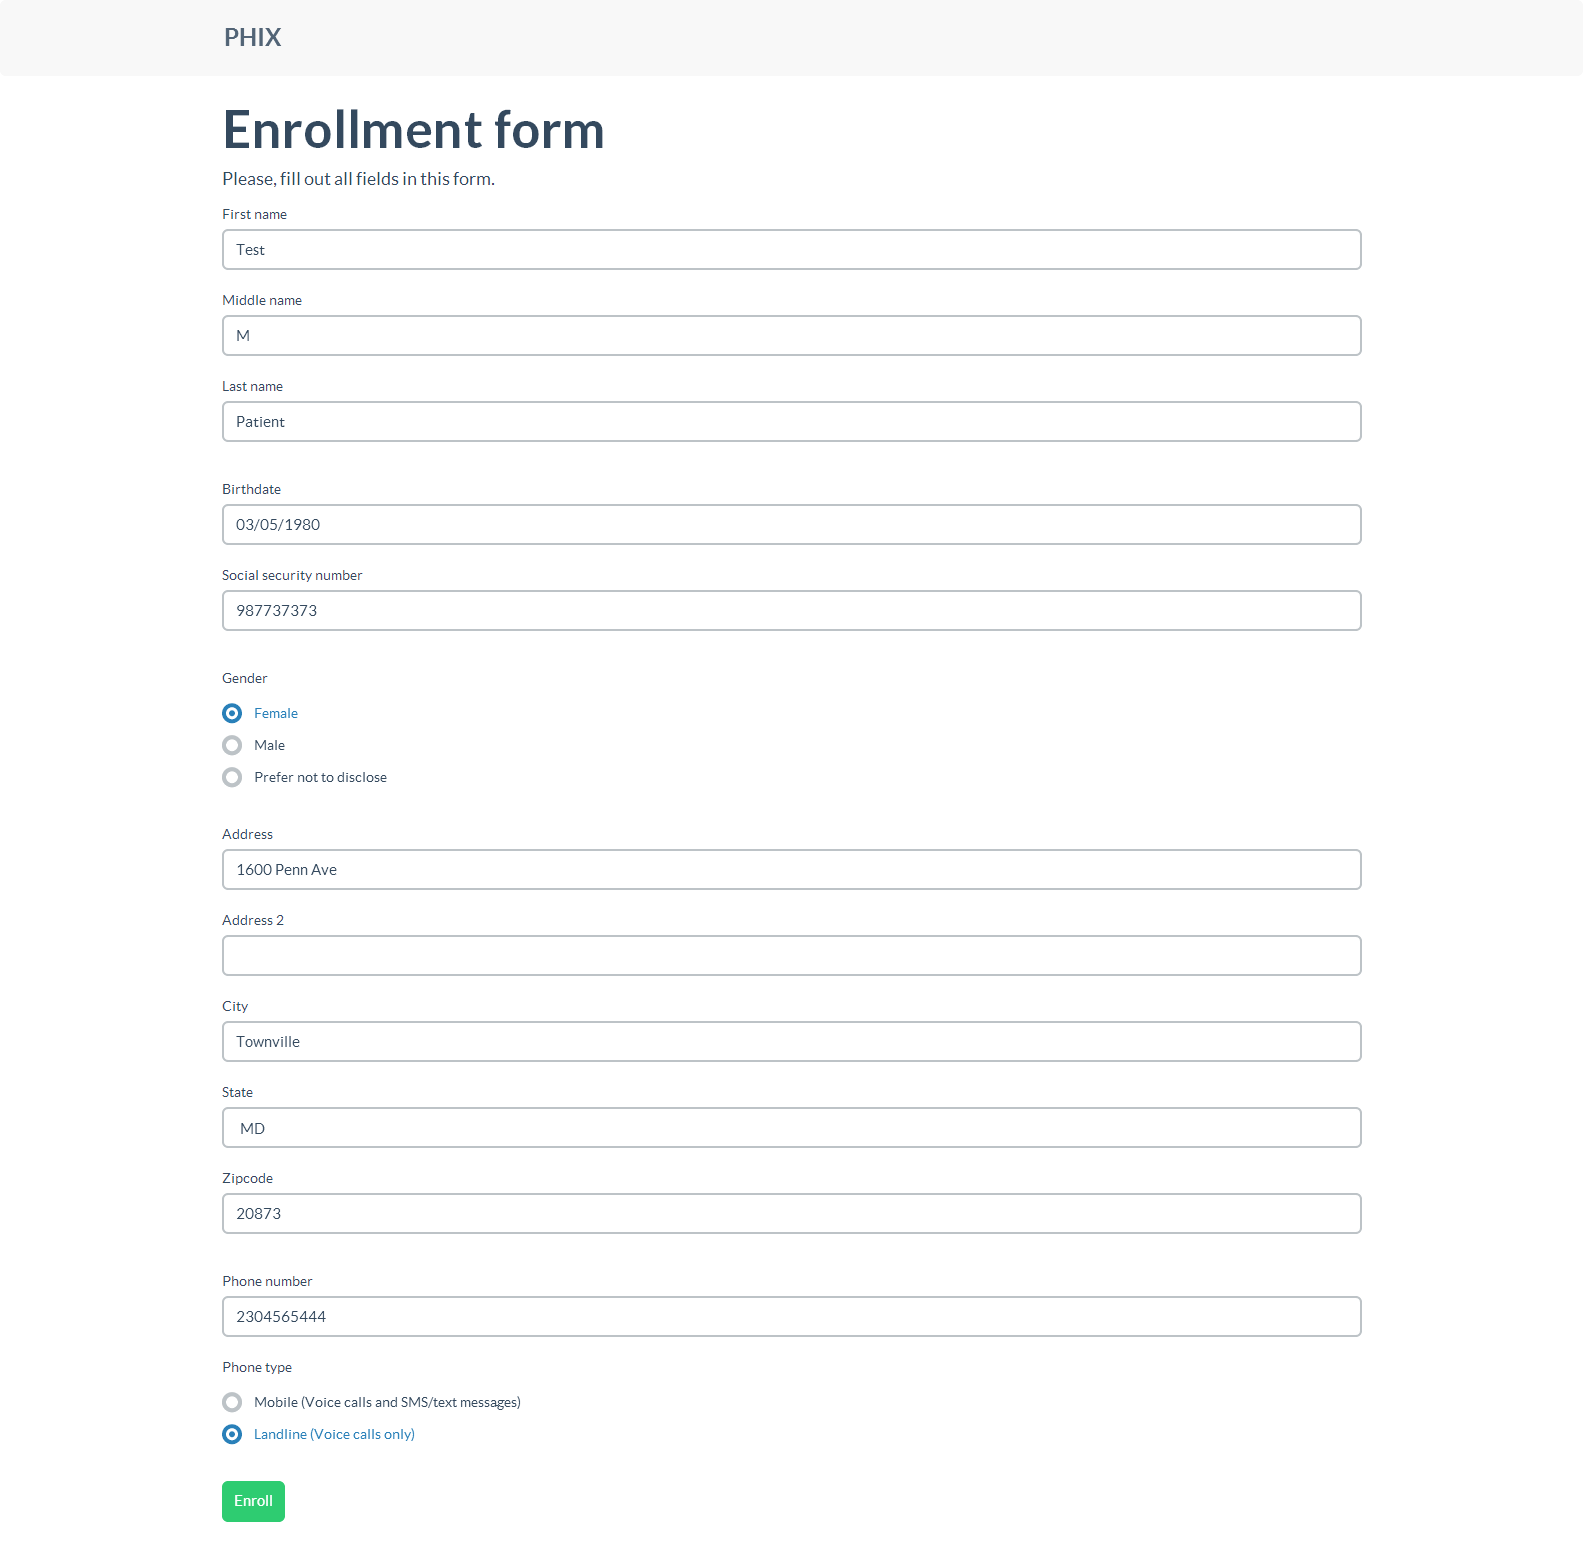 PHIX
Enrollment form
Please, fill out all fields in this form.
First name
Test
Middle name
M
Last name
Patient
Birthdate
03/05/1980
Social security number
987737373
Gender
Female
Male
Prefer not to disclose
Address
1600 Penn Ave
Address 2
City
Townville
State
MD
Zipcode
20873
Phone number
2304565444
Phone type
Mobile (Voice calls and SMS/text messages)
Landline (Voice calls only)
Enroll